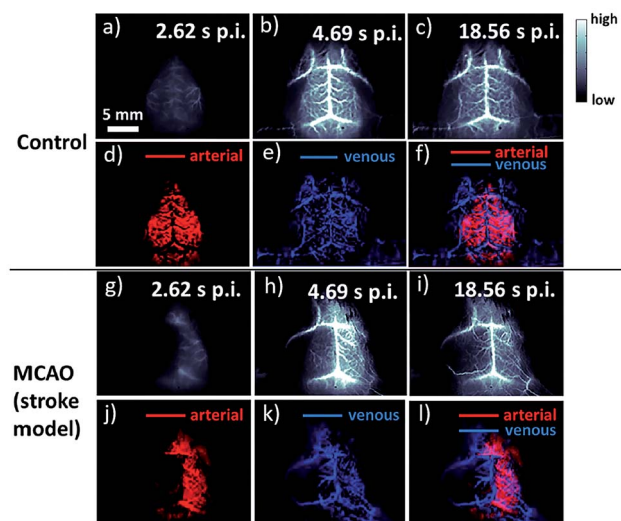 a) 2.62 s p.i.
b) 4.69 s p.i.
c) 18.56 s p.i.
high
low
5 mm
Control
d) arterial
e) venous
f) arterial
venous
g) 2.62 s p.i.
h) 4.69 s p.i.
i) 18.56 s p.i.
MCAO
(stroke
model)
j) arterial
k) venous
l) arterial
venous